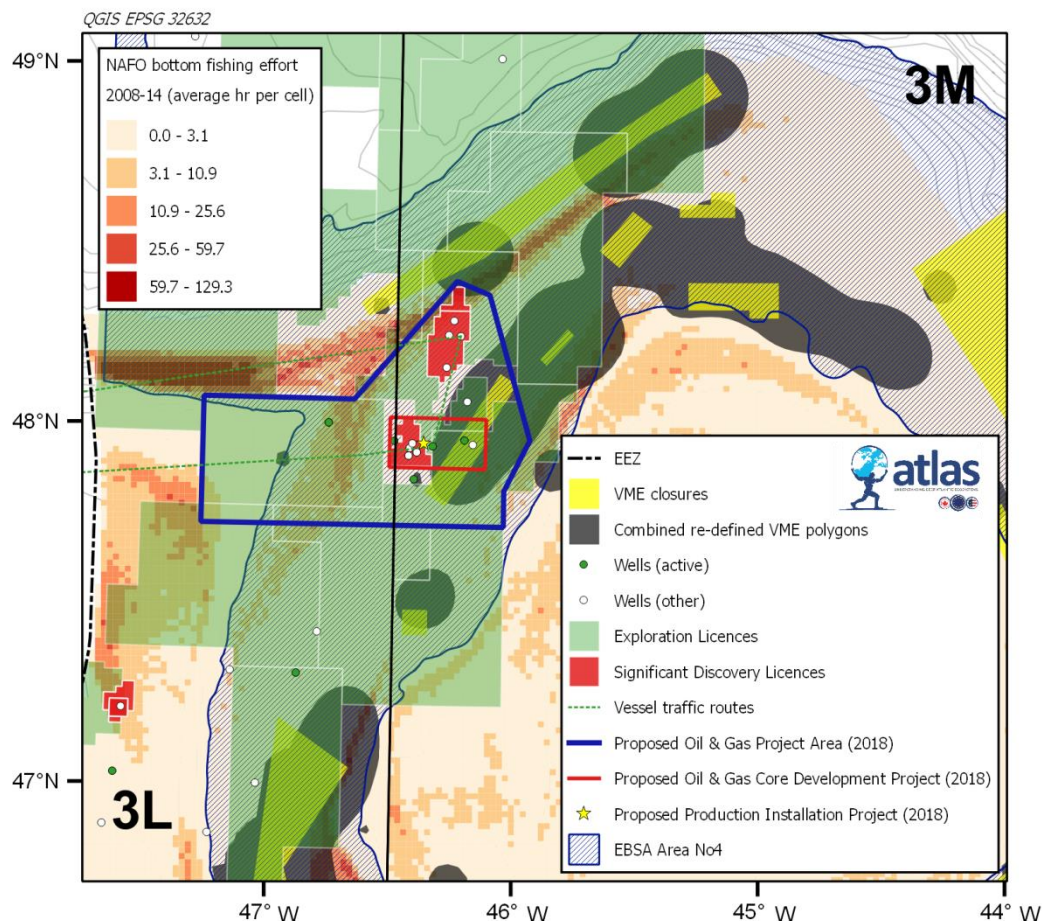 QGIS EPSG 32632
49°N
48°N
47°N
NAFO bottom fishing effort
2008-14 (average hr per cell)
0.0 - 3.1
3.1 - 10.9
10.9 - 25.6
25.6 - 59.7
59.7 - 129.3
3M
3L
EEZ
VME closures
Combined re-defined VME polygons
Wells (active)
Wells (other)
Exploration Licences
Significant Discovery Licences
Vessel traffic routes
Proposed Oil & Gas Project Area (2018)
Proposed Oil & Gas Core Development Project (2018)
Proposed Production Installation Project (2018)
EBSA Area No4
atlas
47° W
46° W
45° W
44° W